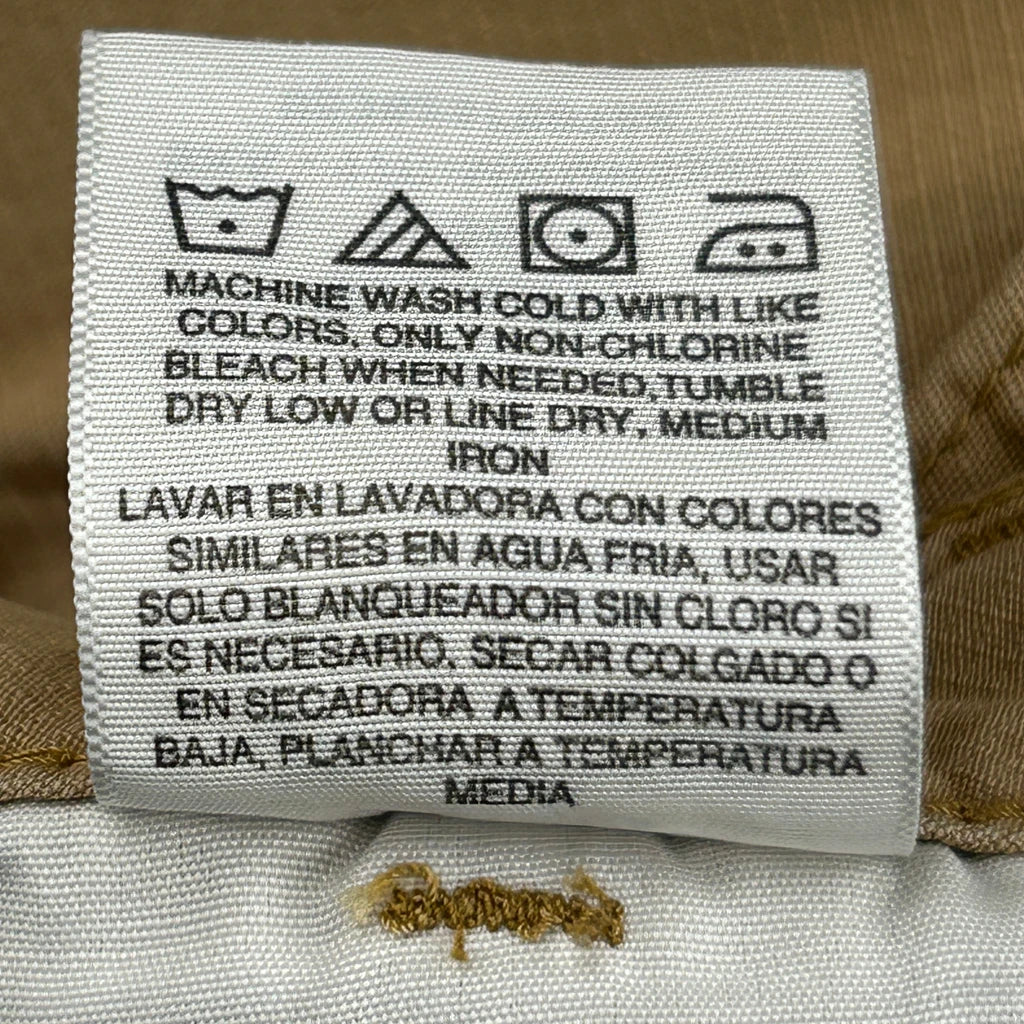 MACHINE WASH COLD WITH LIKE
COLORS, ONLY NON-CHLORINE
BLEACH WHEN NEEDED, TUMBLE
DRY LOW OR LINE DRY, MEDIUM
IRON
LAVAR EN LAVADORA CON COLORES
SIMILARES EN AGUA FRIA, USAR
SOLO BLANQUEADOR SIN CLORO SI
ES NECESARIO, SECAR COLGADO O
EN SECADORA A TEMPERATURA
BAJA, PLANCHAR A TEMPERATURA
MEDIA